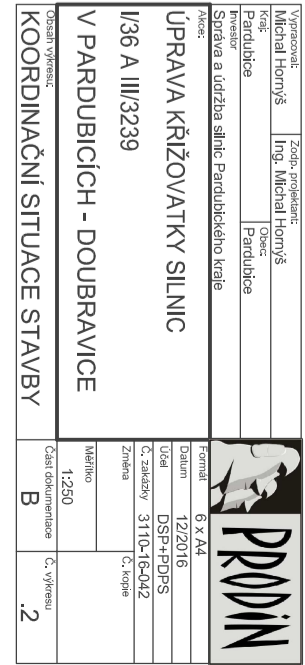 Vypracoval: Zodp. projektant:
Michal Hornýš Ing. Michal Hornýš
Kraj: Obec:
Pardubice Pardubice
Investor
Správa a údržba silnic Pardubického kraje
Akce:
ÚPRAVA KŘIŽOVATKY SILNIC
I/36 A III/3239
V PARDUBICÍCH - DOUBRAVICE
Obsah výkresu:
KOORDINAČNÍ SITUACE STAVBY
PRODIN
Formát 6 x A4
Datum 12/2016
Účel DSP+PDPS
Č. zakázky 3110-16-042
Změna Č. kopie
Měřítko
1:250
Část dokumentace Č. výkresu
B .2